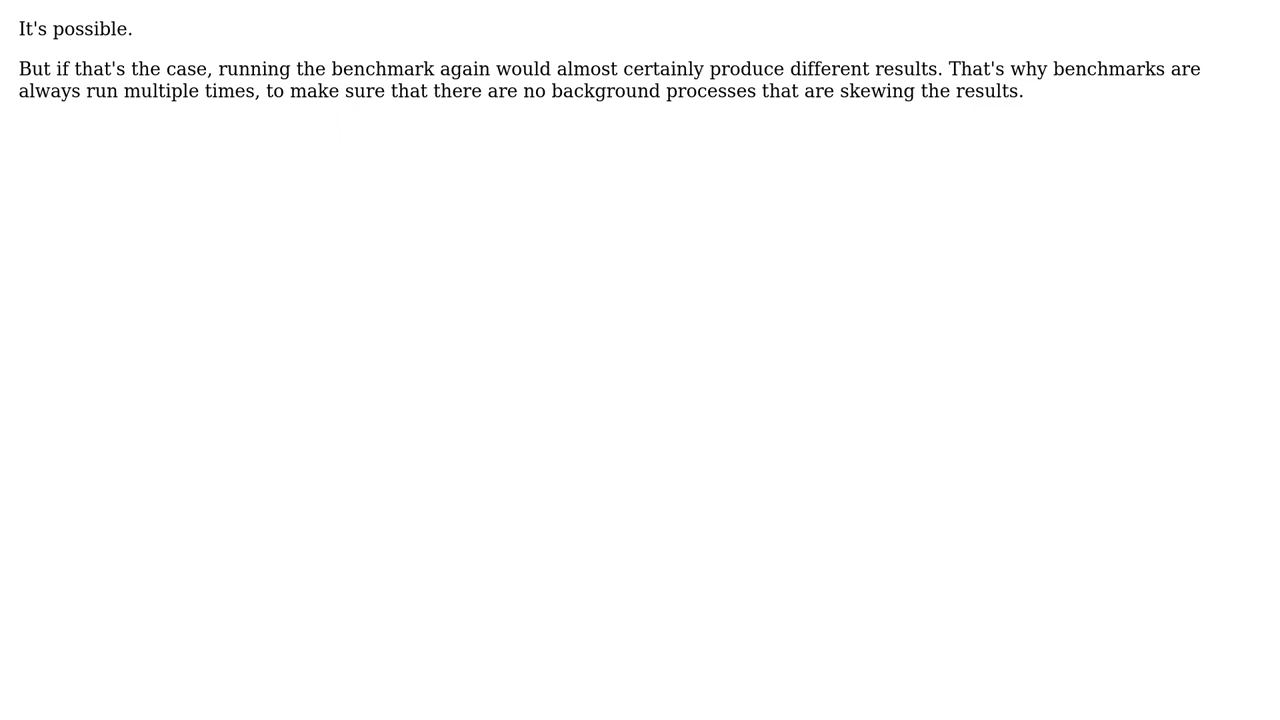 It's possible.
But if that's the case, running the benchmark again would almost certainly produce different results. That's why benchmarks are
always run multiple times, to make sure that there are no background processes that are skewing the results.